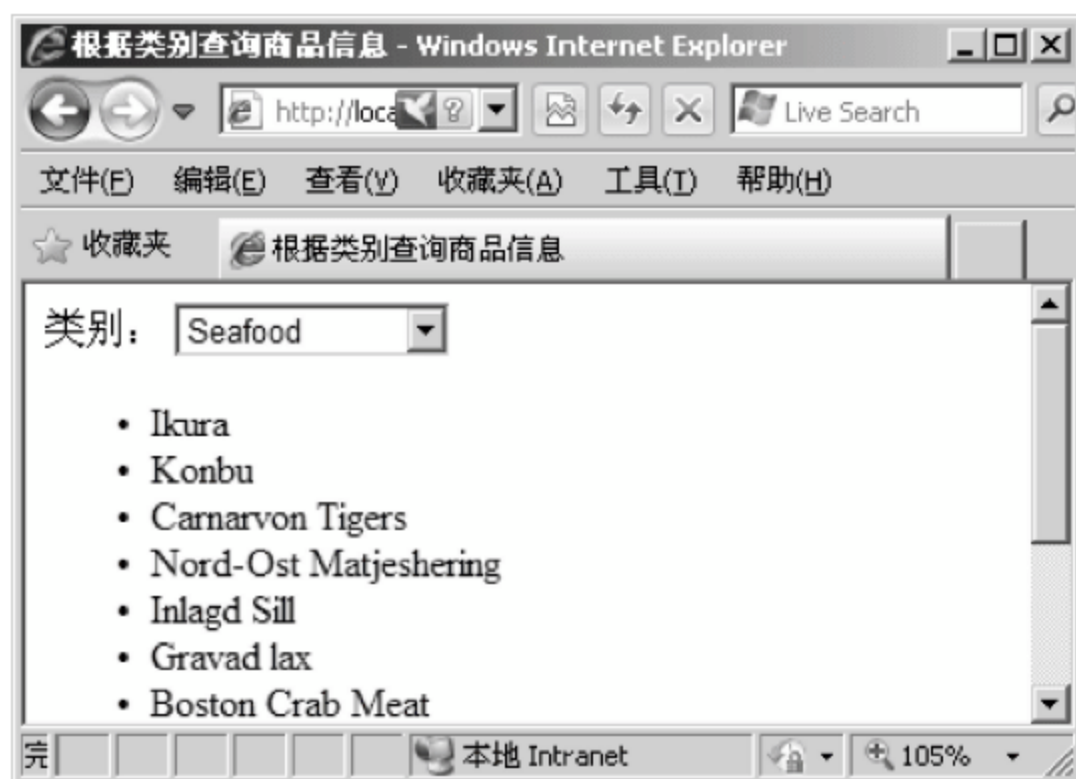 根据类别查询商品信息 - Windows Internet Explorer
http://loca
Live Search
文件(F) 编辑(E) 查看(V) 收藏夹(A) 工具(T) 帮助(H)
收藏夹 根据类别查询商品信息
类别： Seafood
• Ikura
• Konbu
• Carnarvon Tigers
• Nord-Ost Matjeshering
• Inlagd Sill
• Gravad lax
• Boston Crab Meat
完 本地 Intranet 105%